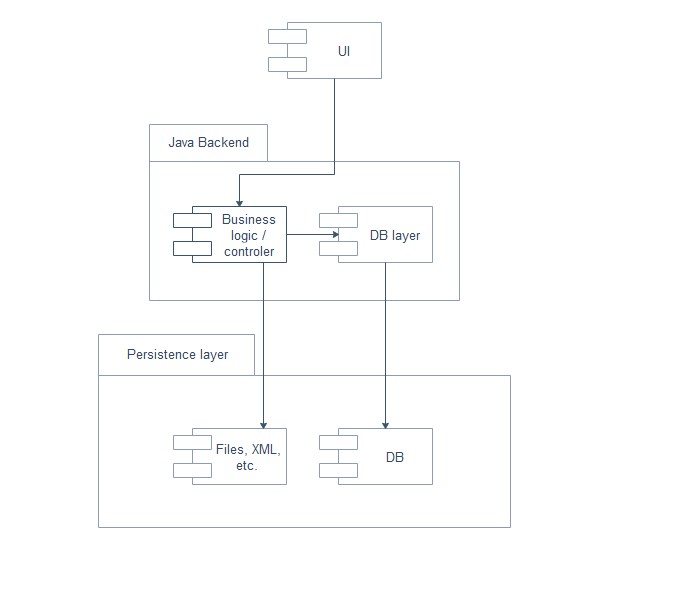 UI
Java Backend
Business
logic /
controler
DB layer
Persistence layer
Files, XML,
etc.
DB